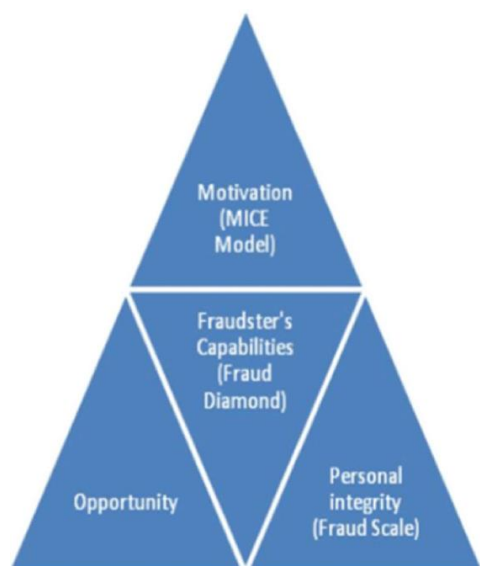 Motivation
(MICE
Model)
Fraudster's
Capabilities
(Fraud
Diamond)
Opportunity
Personal
integrity
(Fraud Scale)